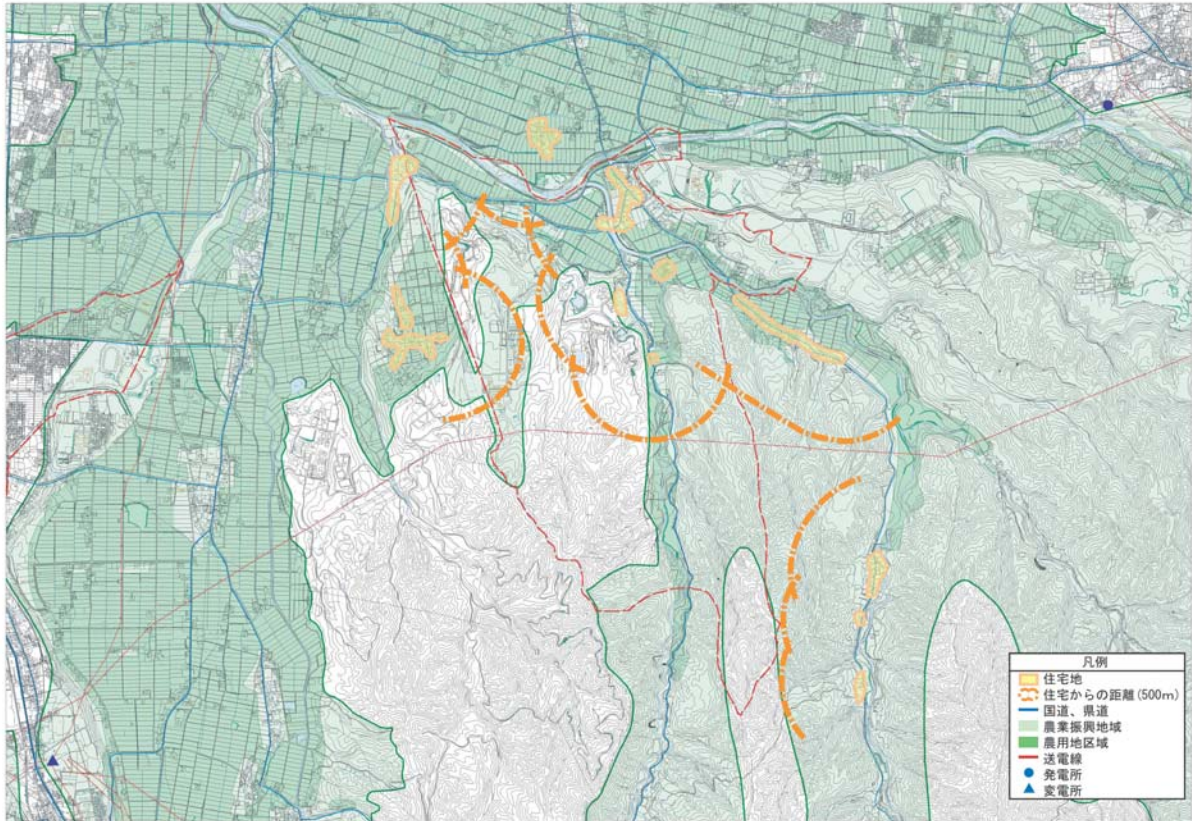 凡例
住宅地
住宅からの距離(500m)
国道、県道
農業振興地域
農用地区域
送電線
発電所
変電所